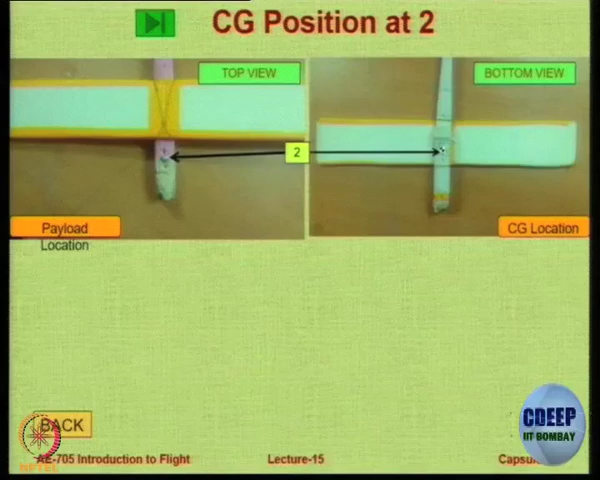 CG Position at 2
TOP VIEW
BOTTOM VIEW
2
Payload
Location
CG Location
BACK
CDEEP
IIT BOMBAY
NPTEL
AE-705 Introduction to Flight
Lecture-15